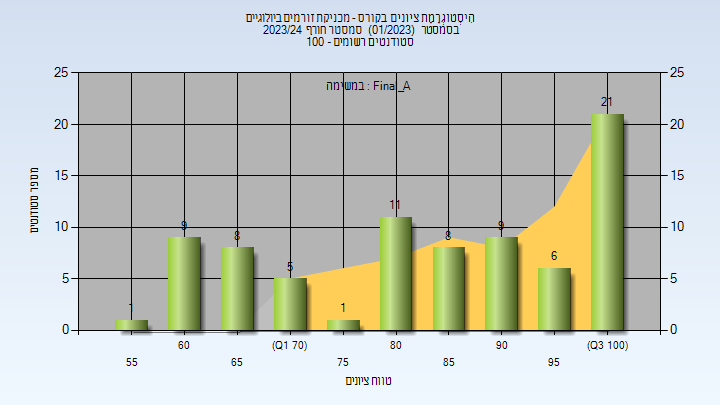 היסטוגרמת ציונים בקורס - מכניקת זורמים ביולוגיים
בסמסטר (01/2023) סמסטר חורף 2023/24
סטודנטים רשומים - 100
במשימה : Final_A
25 25
20 20
15 15
10 10
5 5
0 0
1 9 8 5 1 11 8 9 6 21
מספר סטודנטים
60 (Q1 70) 80 90 (Q3 100)
55 65 75 85 95
טווח ציונים